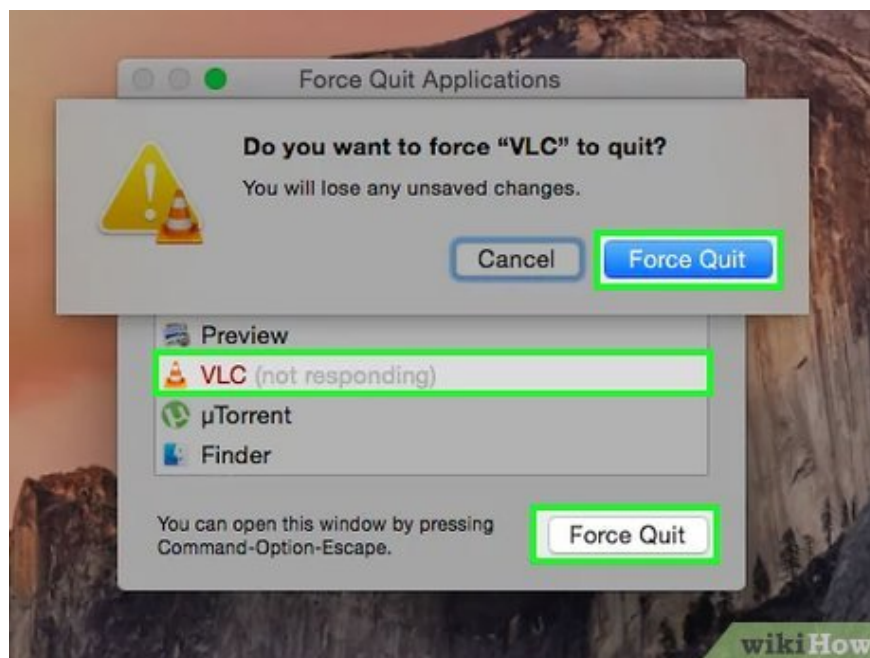 Force Quit Applications
Do you want to force “VLC” to quit?
You will lose any unsaved changes.
Cancel
Force Quit
Preview
VLC (not responding)
µTorrent
Finder
You can open this window by pressing
Command-Option-Escape.
Force Quit
wikiHow